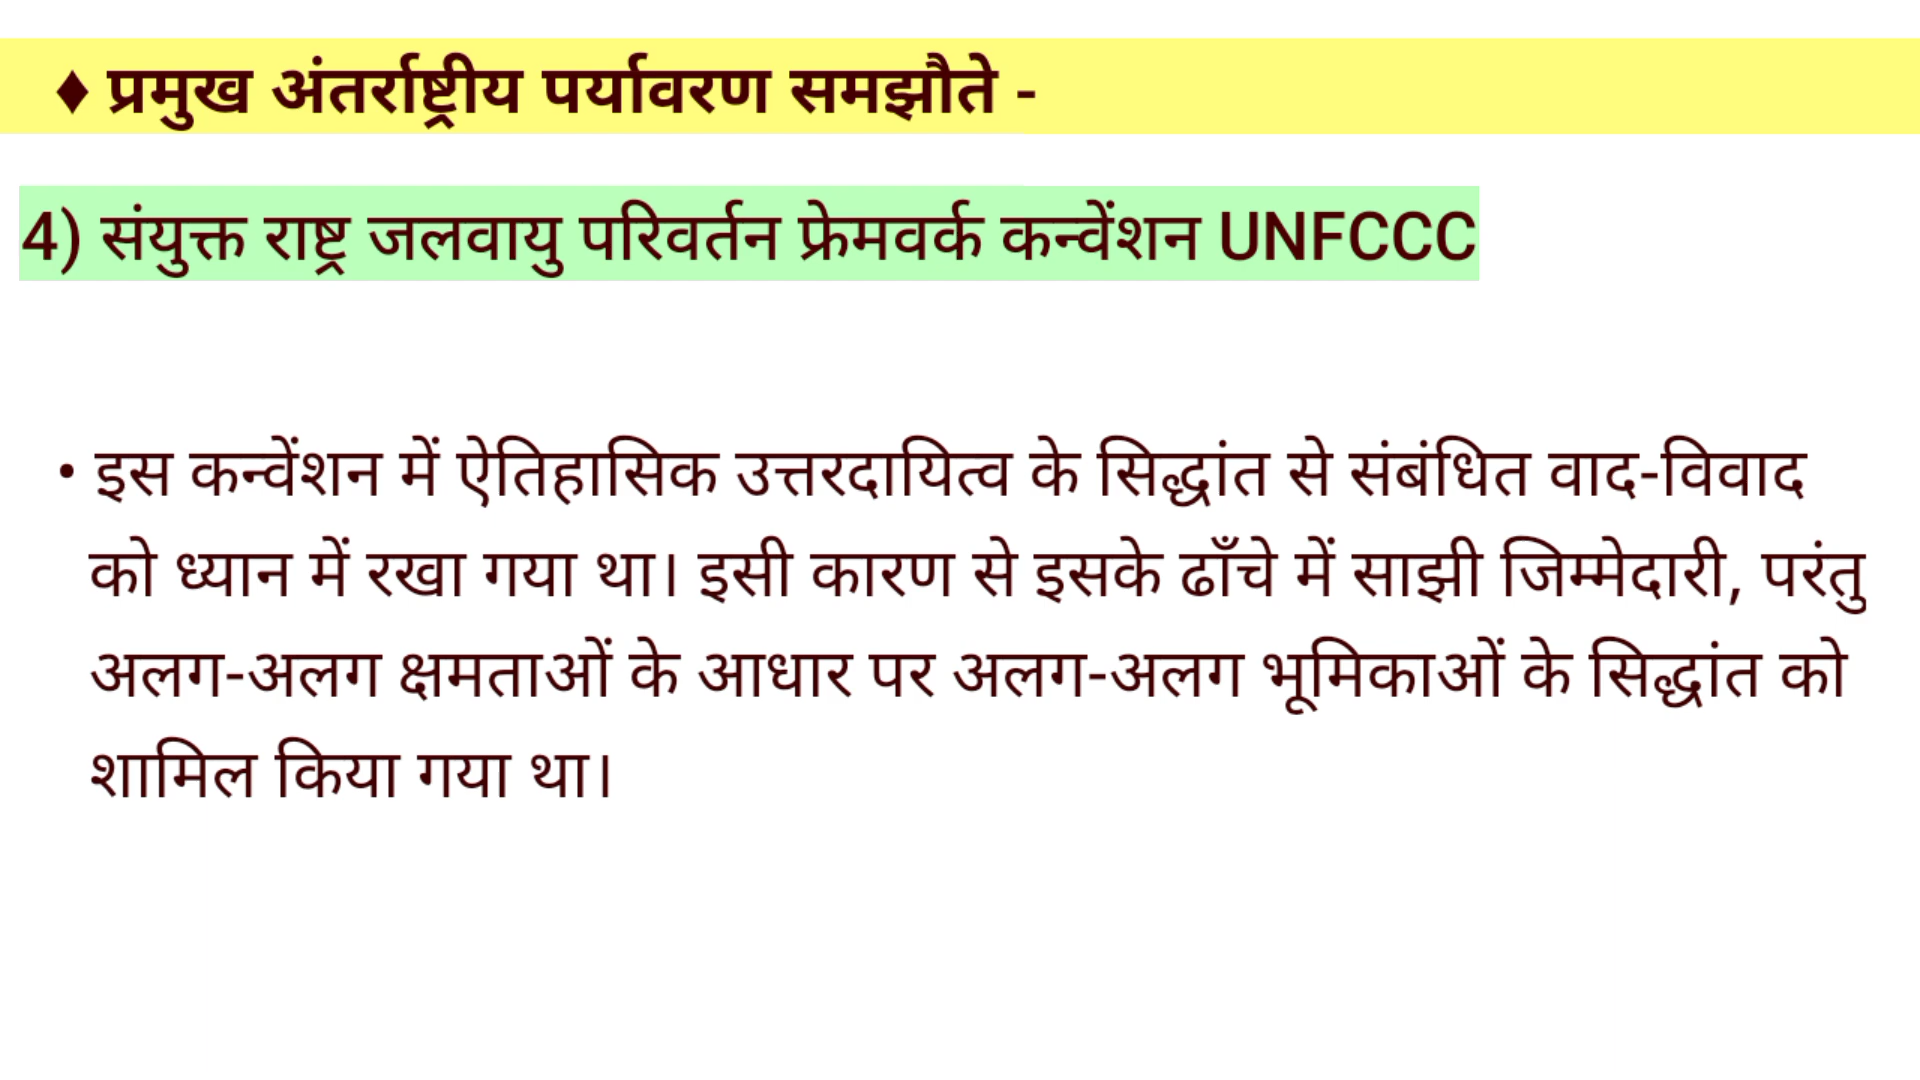 ♦ प्रमुख अंतर्राष्ट्रीय पर्यावरण समझौते -
4) संयुक्त राष्ट्र जलवायु परिवर्तन फ्रेमवर्क कन्वेंशन UNFCCC
• इस कन्वेंशन में ऐतिहासिक उत्तरदायित्व के सिद्धांत से संबंधित वाद-विवाद
को ध्यान में रखा गया था। इसी कारण से इसके ढाँचे में साझी जिम्मेदारी, परंतु
अलग-अलग क्षमताओं के आधार पर अलग-अलग भूमिकाओं के सिद्धांत को
शामिल किया गया था।